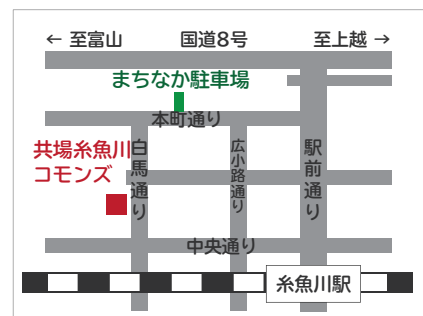 ← 至富山
国道8号
至上越 →
まちなか駐車場
本町通り
共場糸魚川
コモンズ
白馬通り
広小路通り
駅前通り
中央通り
糸魚川駅